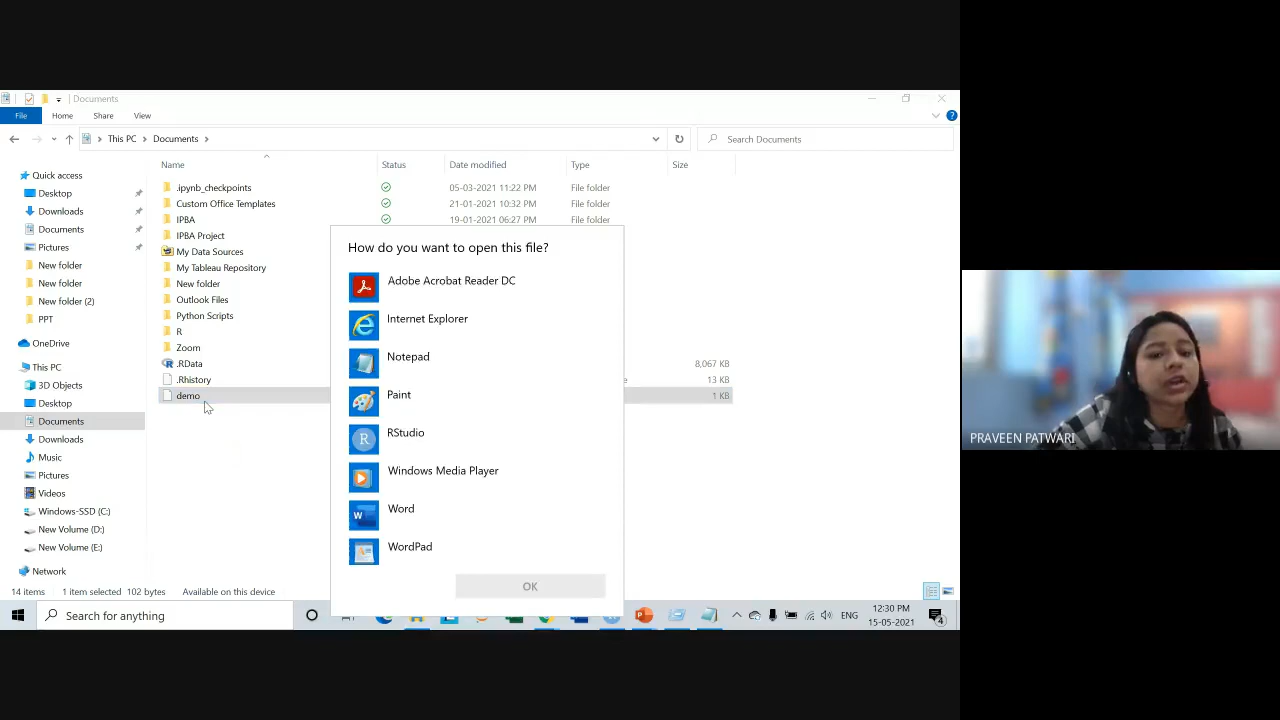 Documents
File Home Share View
This PC Documents
Search Documents
Name Status Date modified Type Size
Quick access
Desktop
Downloads
Documents
Pictures
New folder
New folder
New folder (2)
PPT
OneDrive
This PC
3D Objects
Desktop
Documents
Downloads
Music
Pictures
Videos
Windows-SSD (C:)
New Volume (D:)
New Volume (E:)
Network
.ipynb_checkpoints 05-03-2021 11:22 PM File folder
Custom Office Templates 21-01-2021 10:32 PM File folder
IPBA 19-01-2021 06:27 PM File folder
IPBA Project
My Data Sources
My Tableau Repository
New folder
Outlook Files
Python Scripts
R
Zoom
.RData 8,067 KB
.Rhistory 13 KB
demo 1 KB
How do you want to open this file?
Adobe Acrobat Reader DC
Internet Explorer
Notepad
Paint
RStudio
Windows Media Player
Word
WordPad
OK
14 items 1 item selected 102 bytes Available on this device
Search for anything
ENG
12:30 PM
15-05-2021
4
PRAVEEN PATWARI